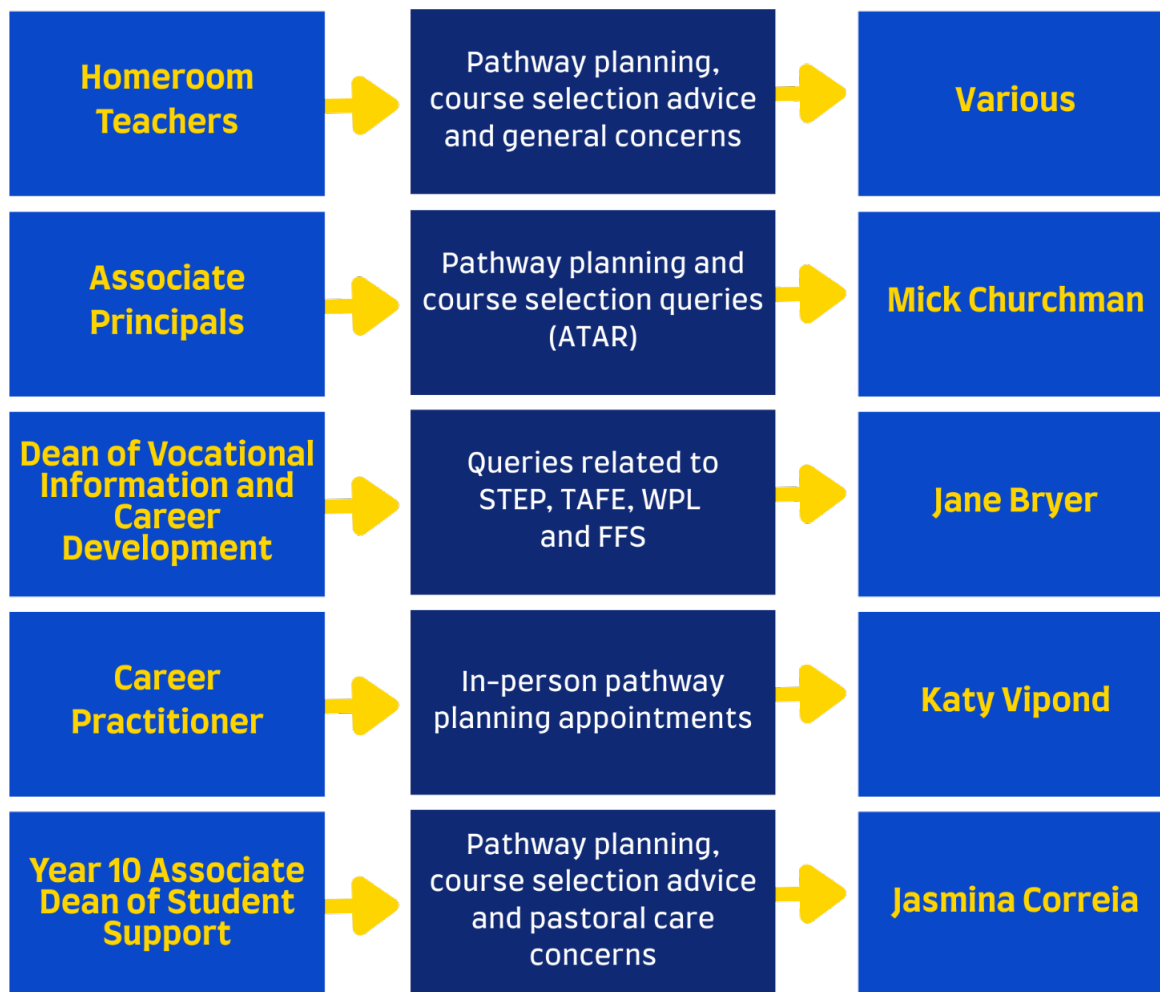 Homeroom
Teachers
Pathway planning,
course selection advice
and general concerns
Various
Associate
Principals
Pathway planning and
course selection queries
(ATAR)
Mick Churchman
Dean of Vocational
Information and
Career
Development
Queries related to
STEP, TAFE, WPL
and FFS
Jane Bryer
Career
Practitioner
In-person pathway
planning appointments
Katy Vipond
Year 10 Associate
Dean of Student
Support
Pathway planning,
course selection advice
and pastoral care
concerns
Jasmina Correia